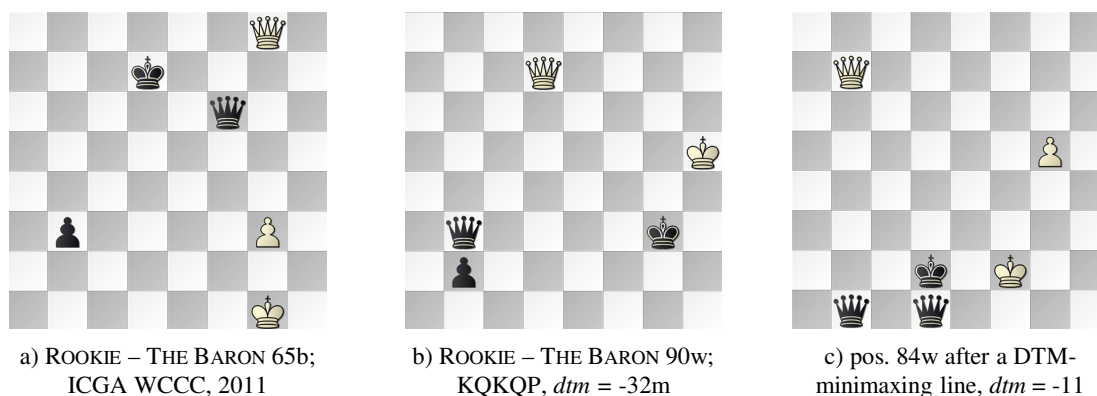 a) ROOKIE – THE BARON 65b;
ICGA WCCC, 2011
b) ROOKIE – THE BARON 90w;
KQKQP, dtm = -32m
c) pos. 84w after a DTM-
minimaxing line, dtm = -11